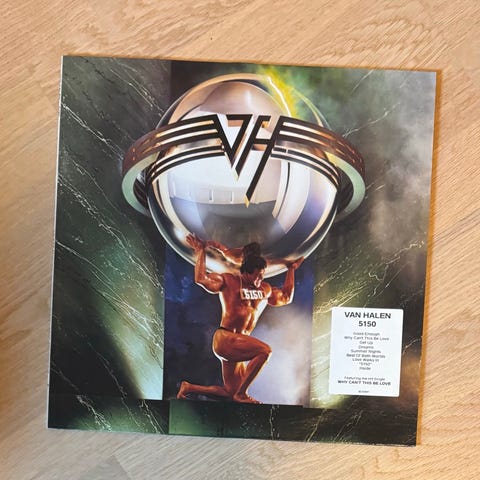 VH
5150
VAN HALEN
5150
Good Enough
Why Can't This Be Love
Get Up
Dreams
Summer Nights
Best Of Both Worlds
Love Walks In
"5150"
Inside
Featuring the Hit Single
WHY CAN'T THIS BE LOVE